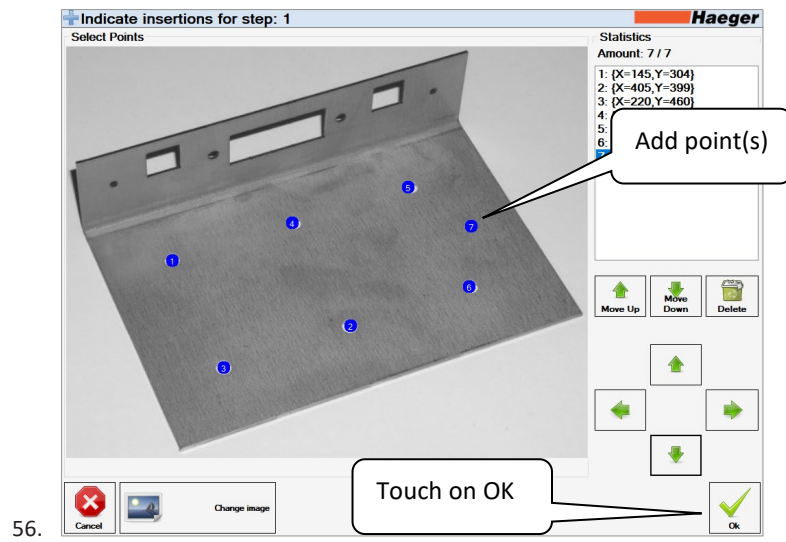 Indicate insertions for step: 1
Haeger
Select Points
Statistics
Amount: 7 / 7
1: {X=145,Y=304}
2: {X=405,Y=399}
3: {X=220,Y=460}
4:
5:
6:
Add point(s)
5
4
7
1
6
2
3
Move Up
Move Down
Delete
Touch on OK
Cancel
Change image
Ok
56.